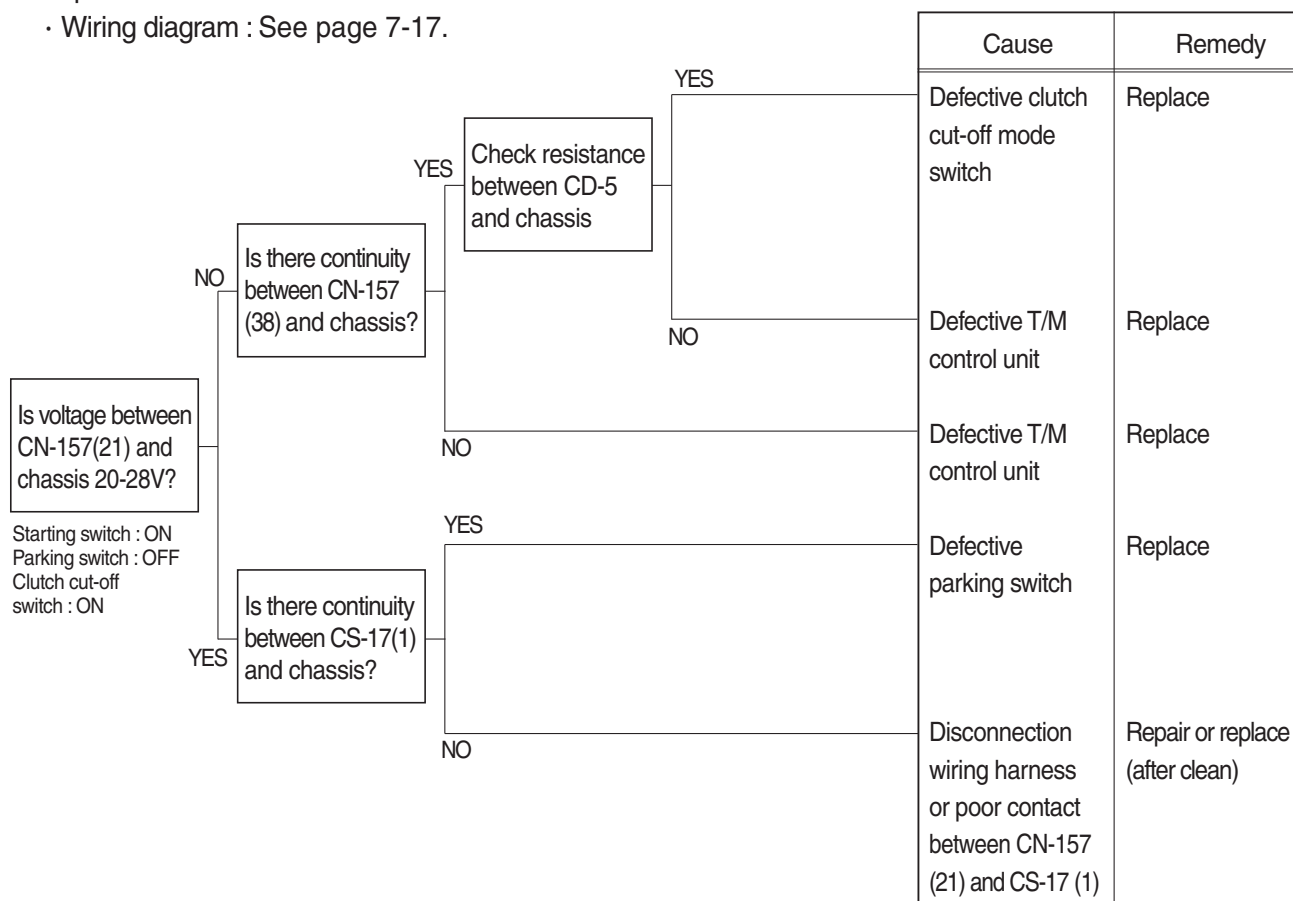 · Wiring diagram : See page 7-17.
Cause
Remedy
YES
Defective clutch
cut-off mode
switch
Replace
YES
Check resistance
between CD-5
and chassis
NO
Is there continuity
between CN-157
(38) and chassis?
NO
Defective T/M
control unit
Replace
Is voltage between
CN-157(21) and
chassis 20-28V?
NO
Defective T/M
control unit
Replace
Starting switch : ON
Parking switch : OFF
Clutch cut-off
switch : ON
YES
Defective
parking switch
Replace
YES
Is there continuity
between CS-17(1)
and chassis?
NO
Disconnection
wiring harness
or poor contact
between CN-157
(21) and CS-17 (1)
Repair or replace
(after clean)